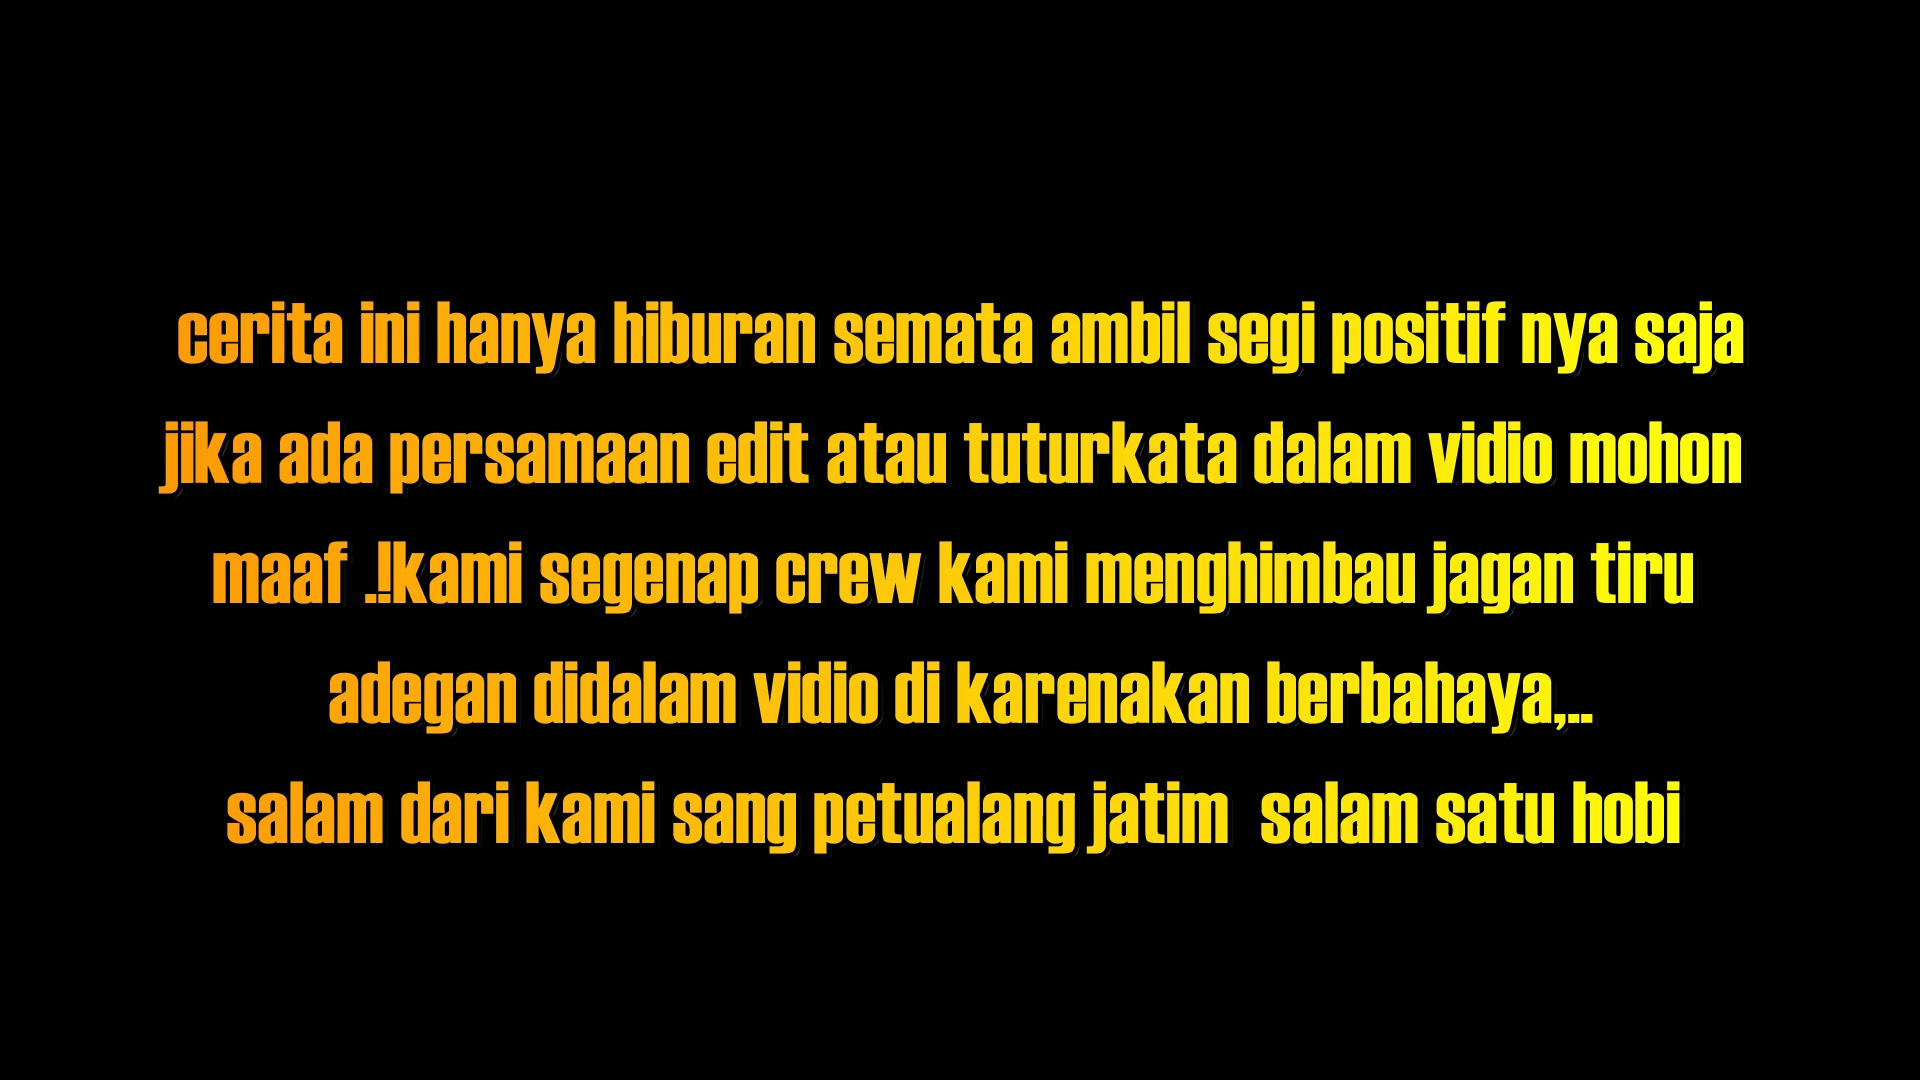 cerita ini hanya hiburan semata ambil segi positif nya saja
jika ada persamaan edit atau tuturkata dalam vidio mohon
maaf .!kami segenap crew kami menghimbau jagan tiru
adegan didalam vidio di karenakan berbahaya,..
salam dari kami sang petualang jatim  salam satu hobi